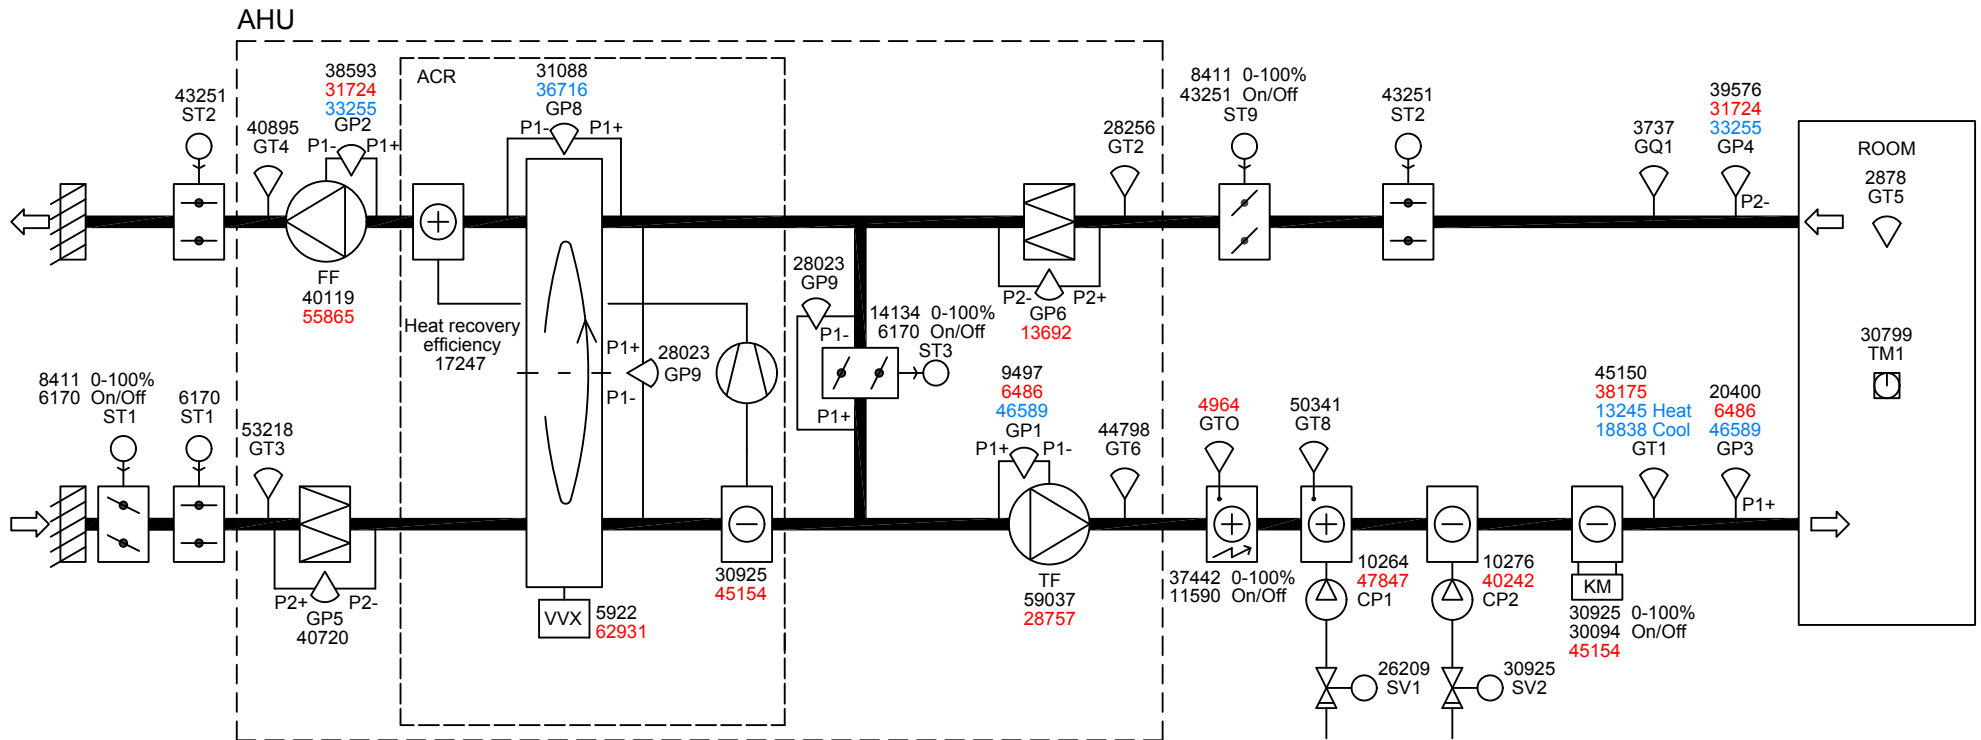 AHU
ACR
43251
ST2
40895
GT4
38593
31724
33255
GP2
P1-
P1+
31088
36716
GP8
P1-
P1+
28256
GT2
8411 0-100%
43251 On/Off
ST9
43251
ST2
3737
GQ1
39576
31724
33255
GP4
P2-
ROOM
2878
GT5
30799
TM1
FF
40119
55865
Heat recovery
efficiency
17247
P1+
28023
GP9
P1-
28023
GP9
P1-
P1+
14134 0-100%
6170 On/Off
ST3
P2-
P2+
GP6
13692
8411 0-100%
6170 On/Off
ST1
6170
ST1
53218
GT3
P2+
P2-
GP5
40720
VVX
5922
62931
30925
45154
9497
6486
46589
GP1
P1+
P1-
TF
59037
28757
44798
GT6
4964
GTO
37442 0-100%
11590 On/Off
50341
GT8
10264
47847
CP1
26209
SV1
10276
40242
CP2
30925
SV2
KM
30925 0-100%
30094 On/Off
45154
45150
38175
13245 Heat
18838 Cool
GT1
20400
6486
46589
GP3
P1+